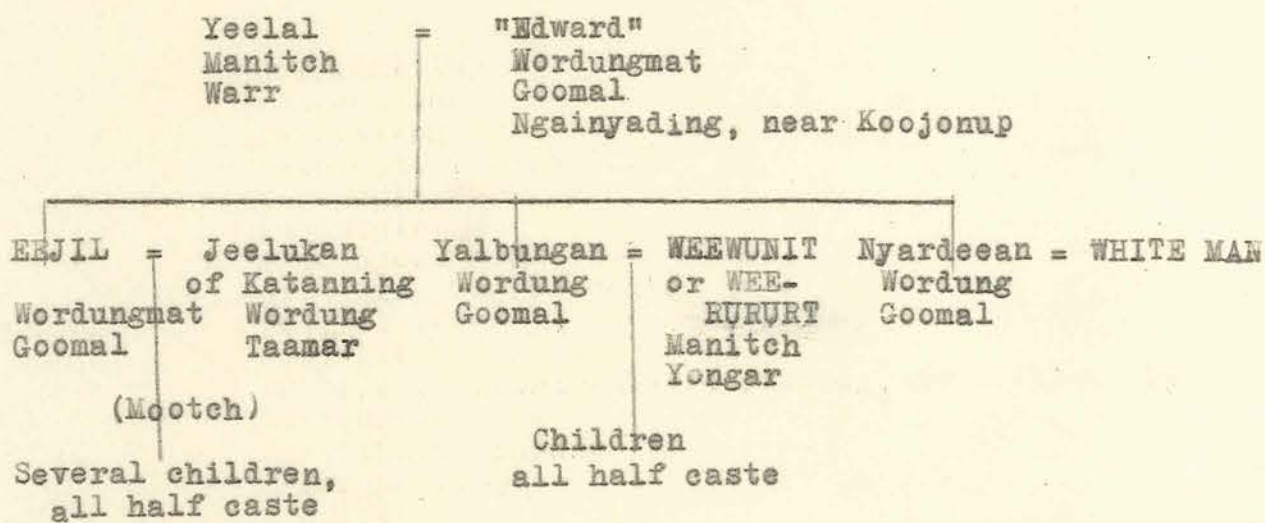 Yeelal = "Edward"
Manitch Wordungmat
Warr Goomal
Ngainyading, near Koojonup
EEJIL = Jeelukan Yalbungan = WEEWUNIT Nyardeean = WHITE MAN
of Katanning Wordung or WEE- Wordung
Wordungmat Wordung Goomal RURURT Goomal
Goomal Taamar Manitch
Yongar
(Mootch)
Children
Several children, all half caste
all half caste